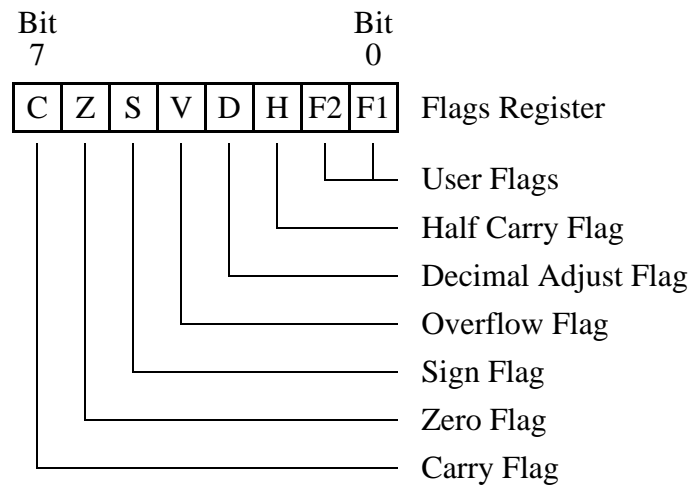 Bit Bit
7 0
C Z S V D H F2 F1 Flags Register
User Flags
Half Carry Flag
Decimal Adjust Flag
Overflow Flag
Sign Flag
Zero Flag
Carry Flag